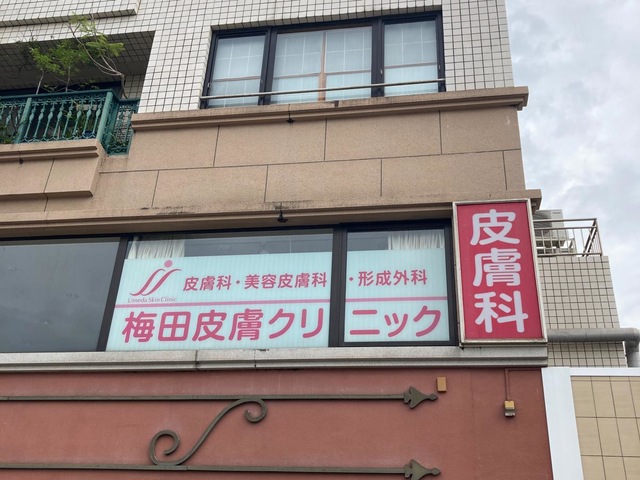 皮膚科・美容皮膚科・形成外科
Umeda Skin Clinic
梅田皮膚クリニック
皮膚科